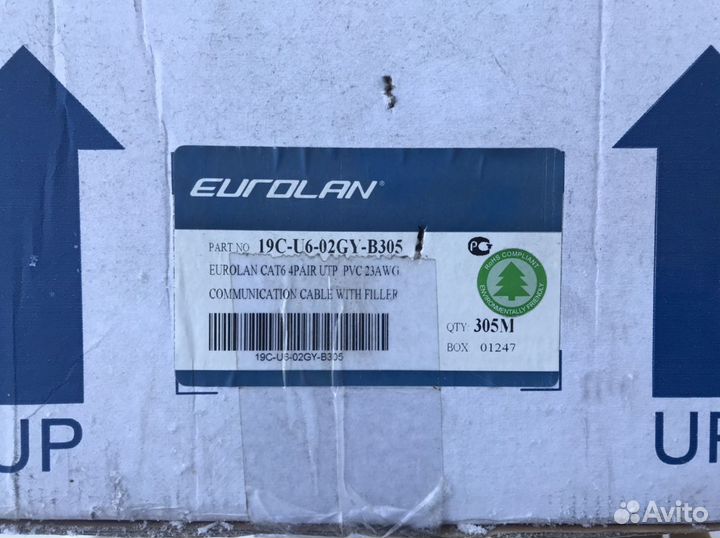 EUROLAN®
PART NO 19C-U6-02GY-B305
EUROLAN CAT6 4PAIR UTP PVC 23AWG
COMMUNICATION CABLE WITH FILLER
19C-U6-02GY-B305
RoHS COMPLIANT
ENVIRONMENTALLY FRIENDLY
QTY 305M
BOX 01247
UP
UP
Avito